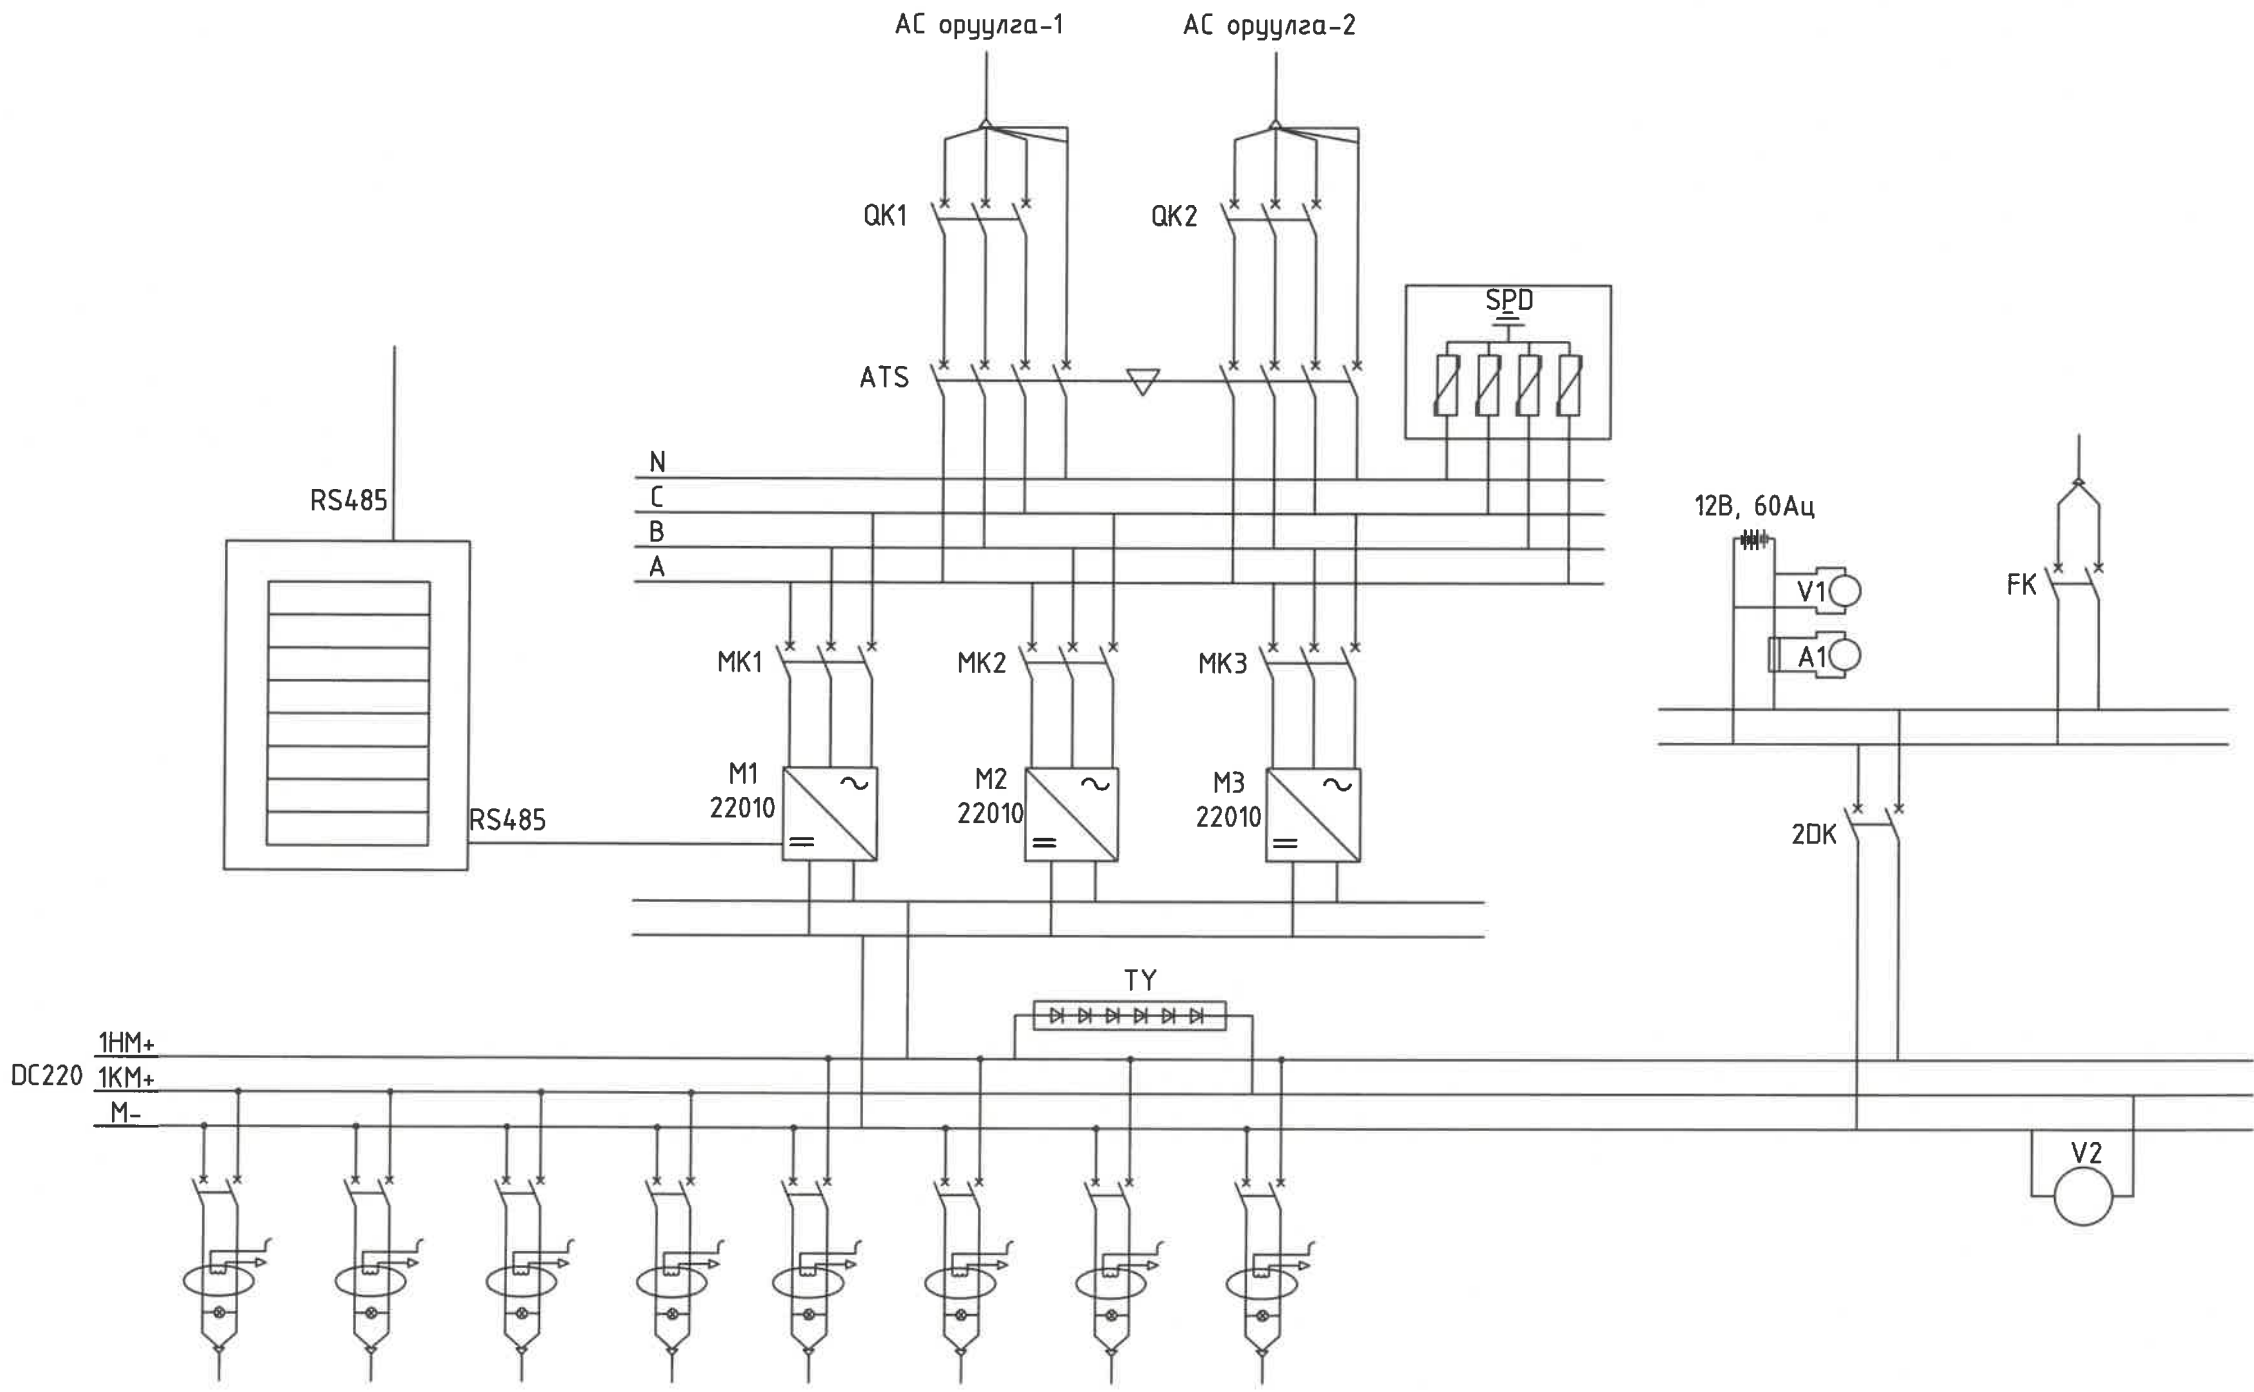 АС оруулга-1
АС оруулга-2
QK1
QK2
SPD
ATS
N
C
B
A
RS485
12В, 60Ац
V1
A1
FK
MK1
MK2
MK3
M1
22010
M2
22010
M3
22010
RS485
2DK
TY
1HM+
DC220
1KM+
M-
V2